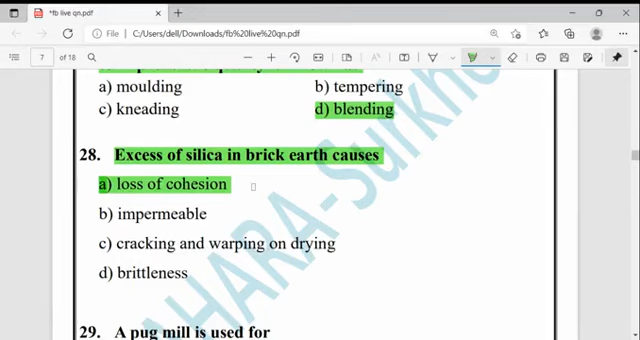 *fb live qn.pdf
File | C:/Users/dell/Downloads/fb%20live%20qn.pdf
7 of 18
a) moulding b) tempering
c) kneading d) blending
28. Excess of silica in brick earth causes
a) loss of cohesion
b) impermeable
c) cracking and warping on drying
d) brittleness
29. A pug mill is used for